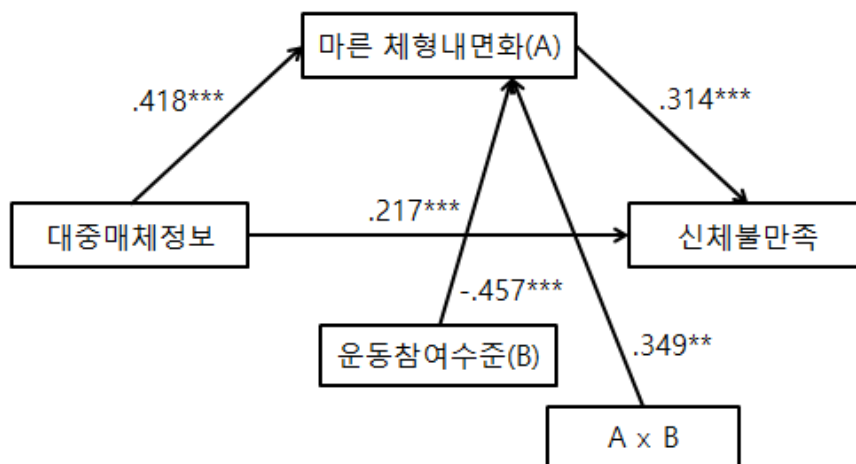 마른 체형내면화(A)
.418***
.314***
대중매체정보
.217***
신체불만족
-.457***
운동참여수준(B)
.349**
A x B